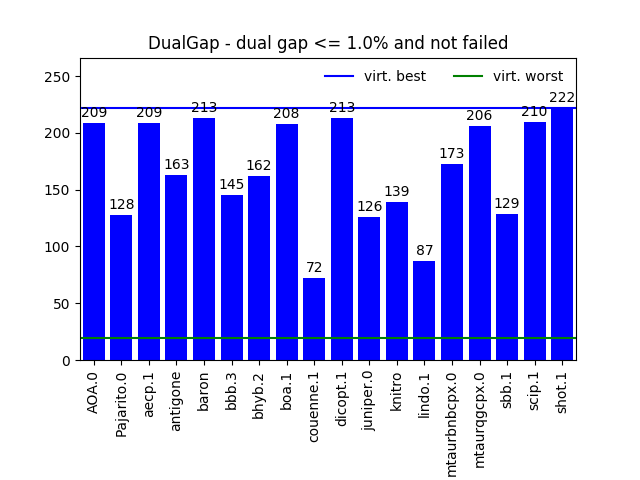 DualGap - dual gap <= 1.0% and not failed
virt. best
virt. worst
250
200
150
100
50
0
209
128
209
163
213
145
162
208
72
213
126
139
87
173
206
129
210
222
AOA.0
Pajarito.0
aecp.1
antigone
baron
bbb.3
bhyb.2
boa.1
couenne.1
dicopt.1
juniper.0
knitro
lindo.1
mtaurbnbcpx.0
mtaurqgcpx.0
sbb.1
scip.1
shot.1